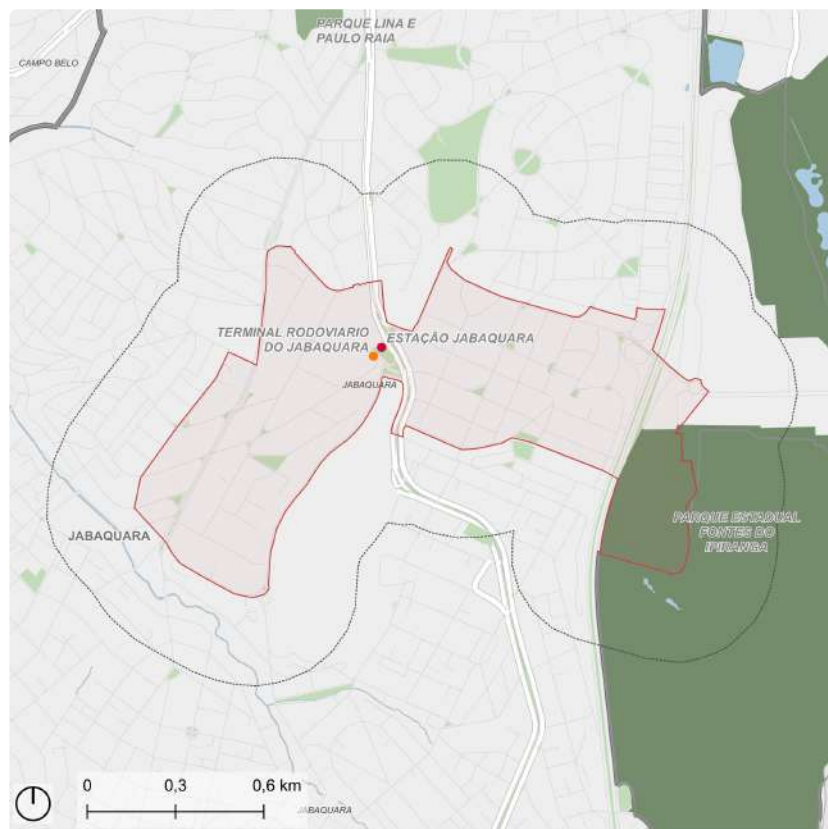 PARQUE LINA E
PAULO RAIA
CAMPO BELO
TERMINAL RODOVIARIO
DO JABAQUARA
ESTAÇÃO JABAQUARA
JABAQUARA
JABAQUARA
PARQUE ESTADUAL
FONTES DO
IPIRANGA
0 0,3 0,6 km
JABAQUARA